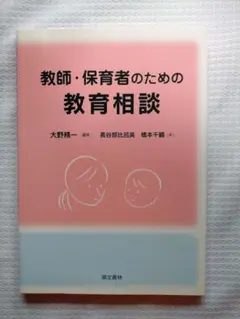 教師・保育者のための
教育相談
大野精一 長谷部比呂美 橋本千鶴
萌文書林